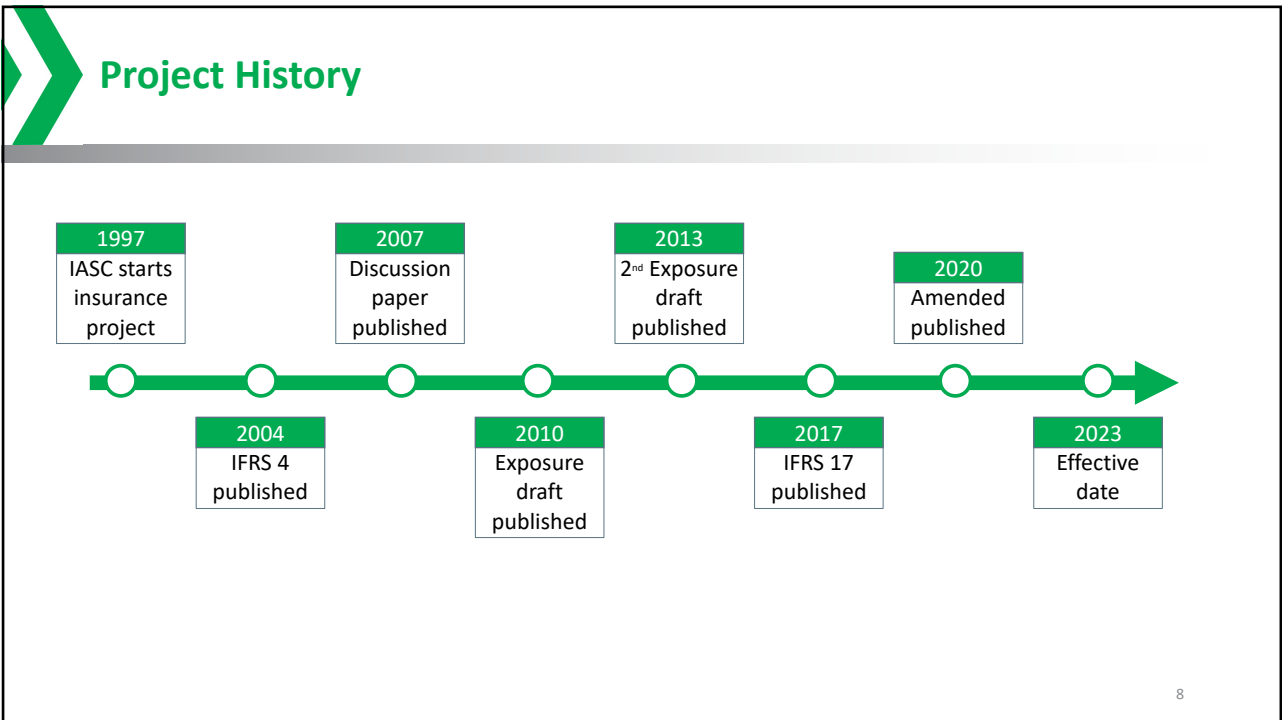 Project History
1997
IASC starts
insurance
project
2004
IFRS 4
published
2007
Discussion
paper
published
2010
Exposure
draft
published
2013
2nd Exposure
draft
published
2017
IFRS 17
published
2020
Amended
published
2023
Effective
date
8